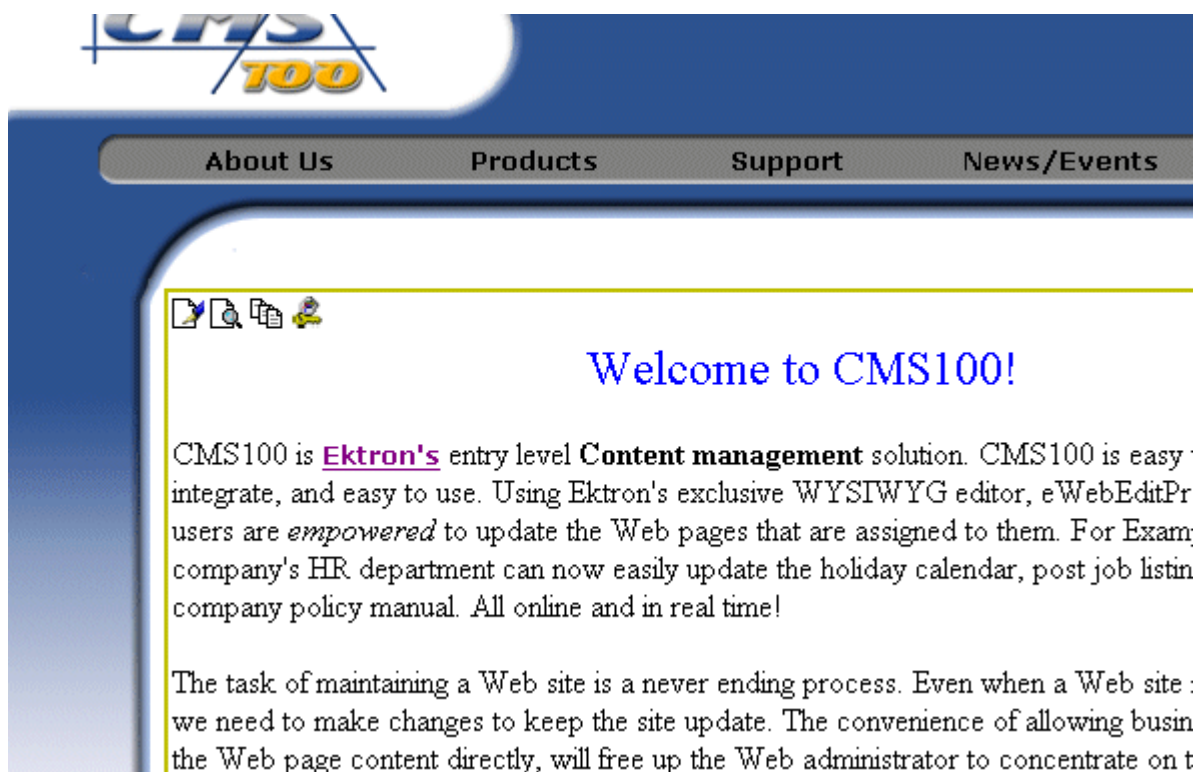 CMS
100
About Us Products Support News/Events
Welcome to CMS100!
CMS100 is Ektron's entry level Content management solution. CMS100 is easy
integrate, and easy to use. Using Ektron's exclusive WYSIWYG editor, eWebEditPr
users are empowered to update the Web pages that are assigned to them. For Examp
company's HR department can now easily update the holiday calendar, post job listin
company policy manual. All online and in real time!
The task of maintaining a Web site is a never ending process. Even when a Web site
we need to make changes to keep the site update. The convenience of allowing busin
the Web page content directly, will free up the Web administrator to concentrate on t